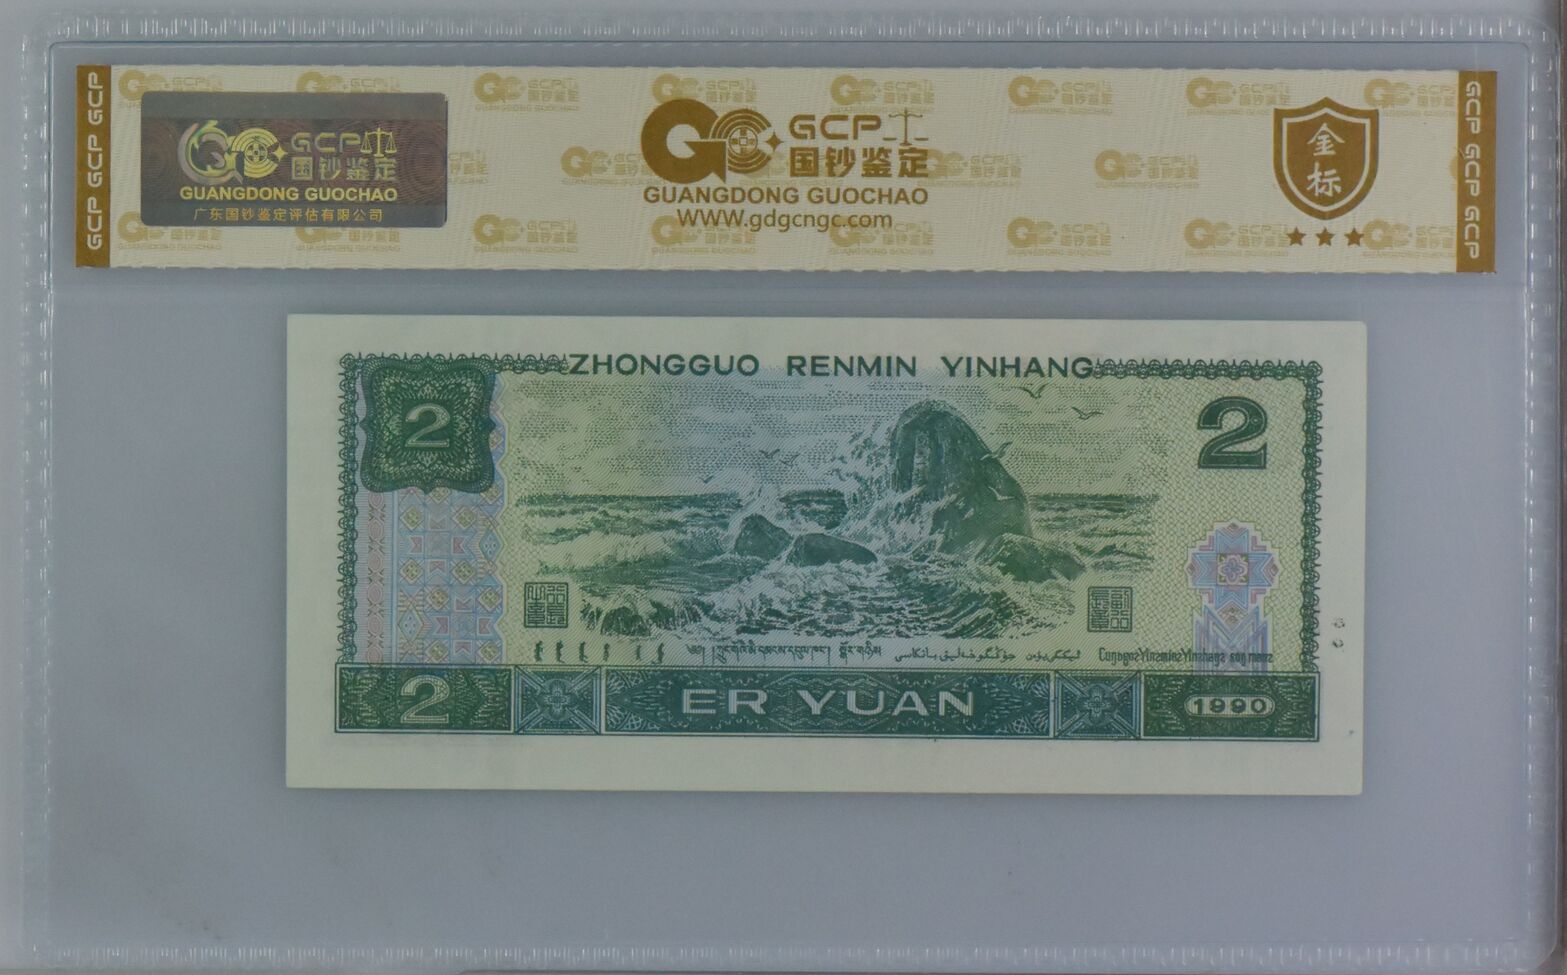 GCP GCP GCP
GCP
国钞鉴定
GUANGDONG GUOCHAO
广东国钞鉴定评估有限公司
GCP
国钞鉴定
GUANGDONG GUOCHAO
WWW.gdgcngc.com
金标
GCP GCP GCP
ZHONGGUO RENMIN YINHANG
2
2
2 ER YUAN 1990